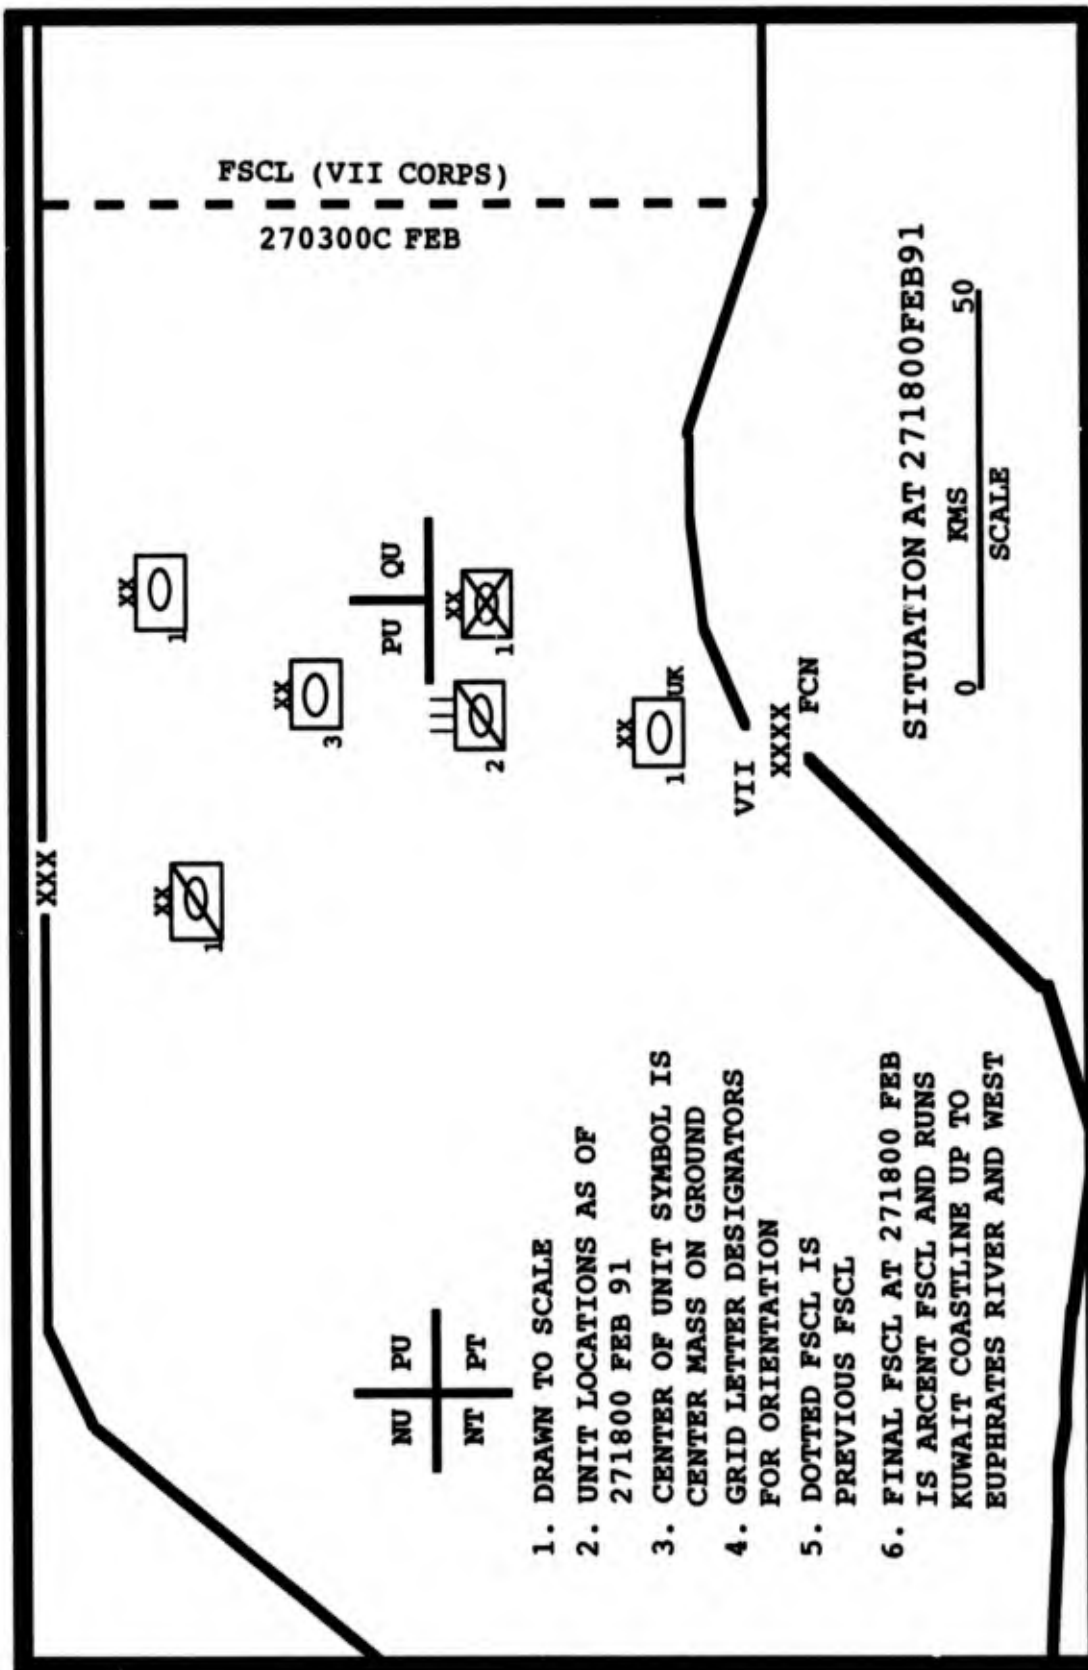 XXX
FSCL (VII CORPS)
270300C FEB
XX
1
XX
1
XX
3
PU QU
XX
1
2
XX
1 UK
VII
XXXX
FCN
NU PU
NT PT
1. DRAWN TO SCALE
2. UNIT LOCATIONS AS OF
271800 FEB 91
3. CENTER OF UNIT SYMBOL IS
CENTER MASS ON GROUND
4. GRID LETTER DESIGNATORS
FOR ORIENTATION
5. DOTTED FSCL IS
PREVIOUS FSCL
6. FINAL FSCL AT 271800 FEB
IS ARCENT FSCL AND RUNS
KUWAIT COASTLINE UP TO
EUPHRATES RIVER AND WEST
SITUATION AT 271800FEB91
0 KMS 50
SCALE